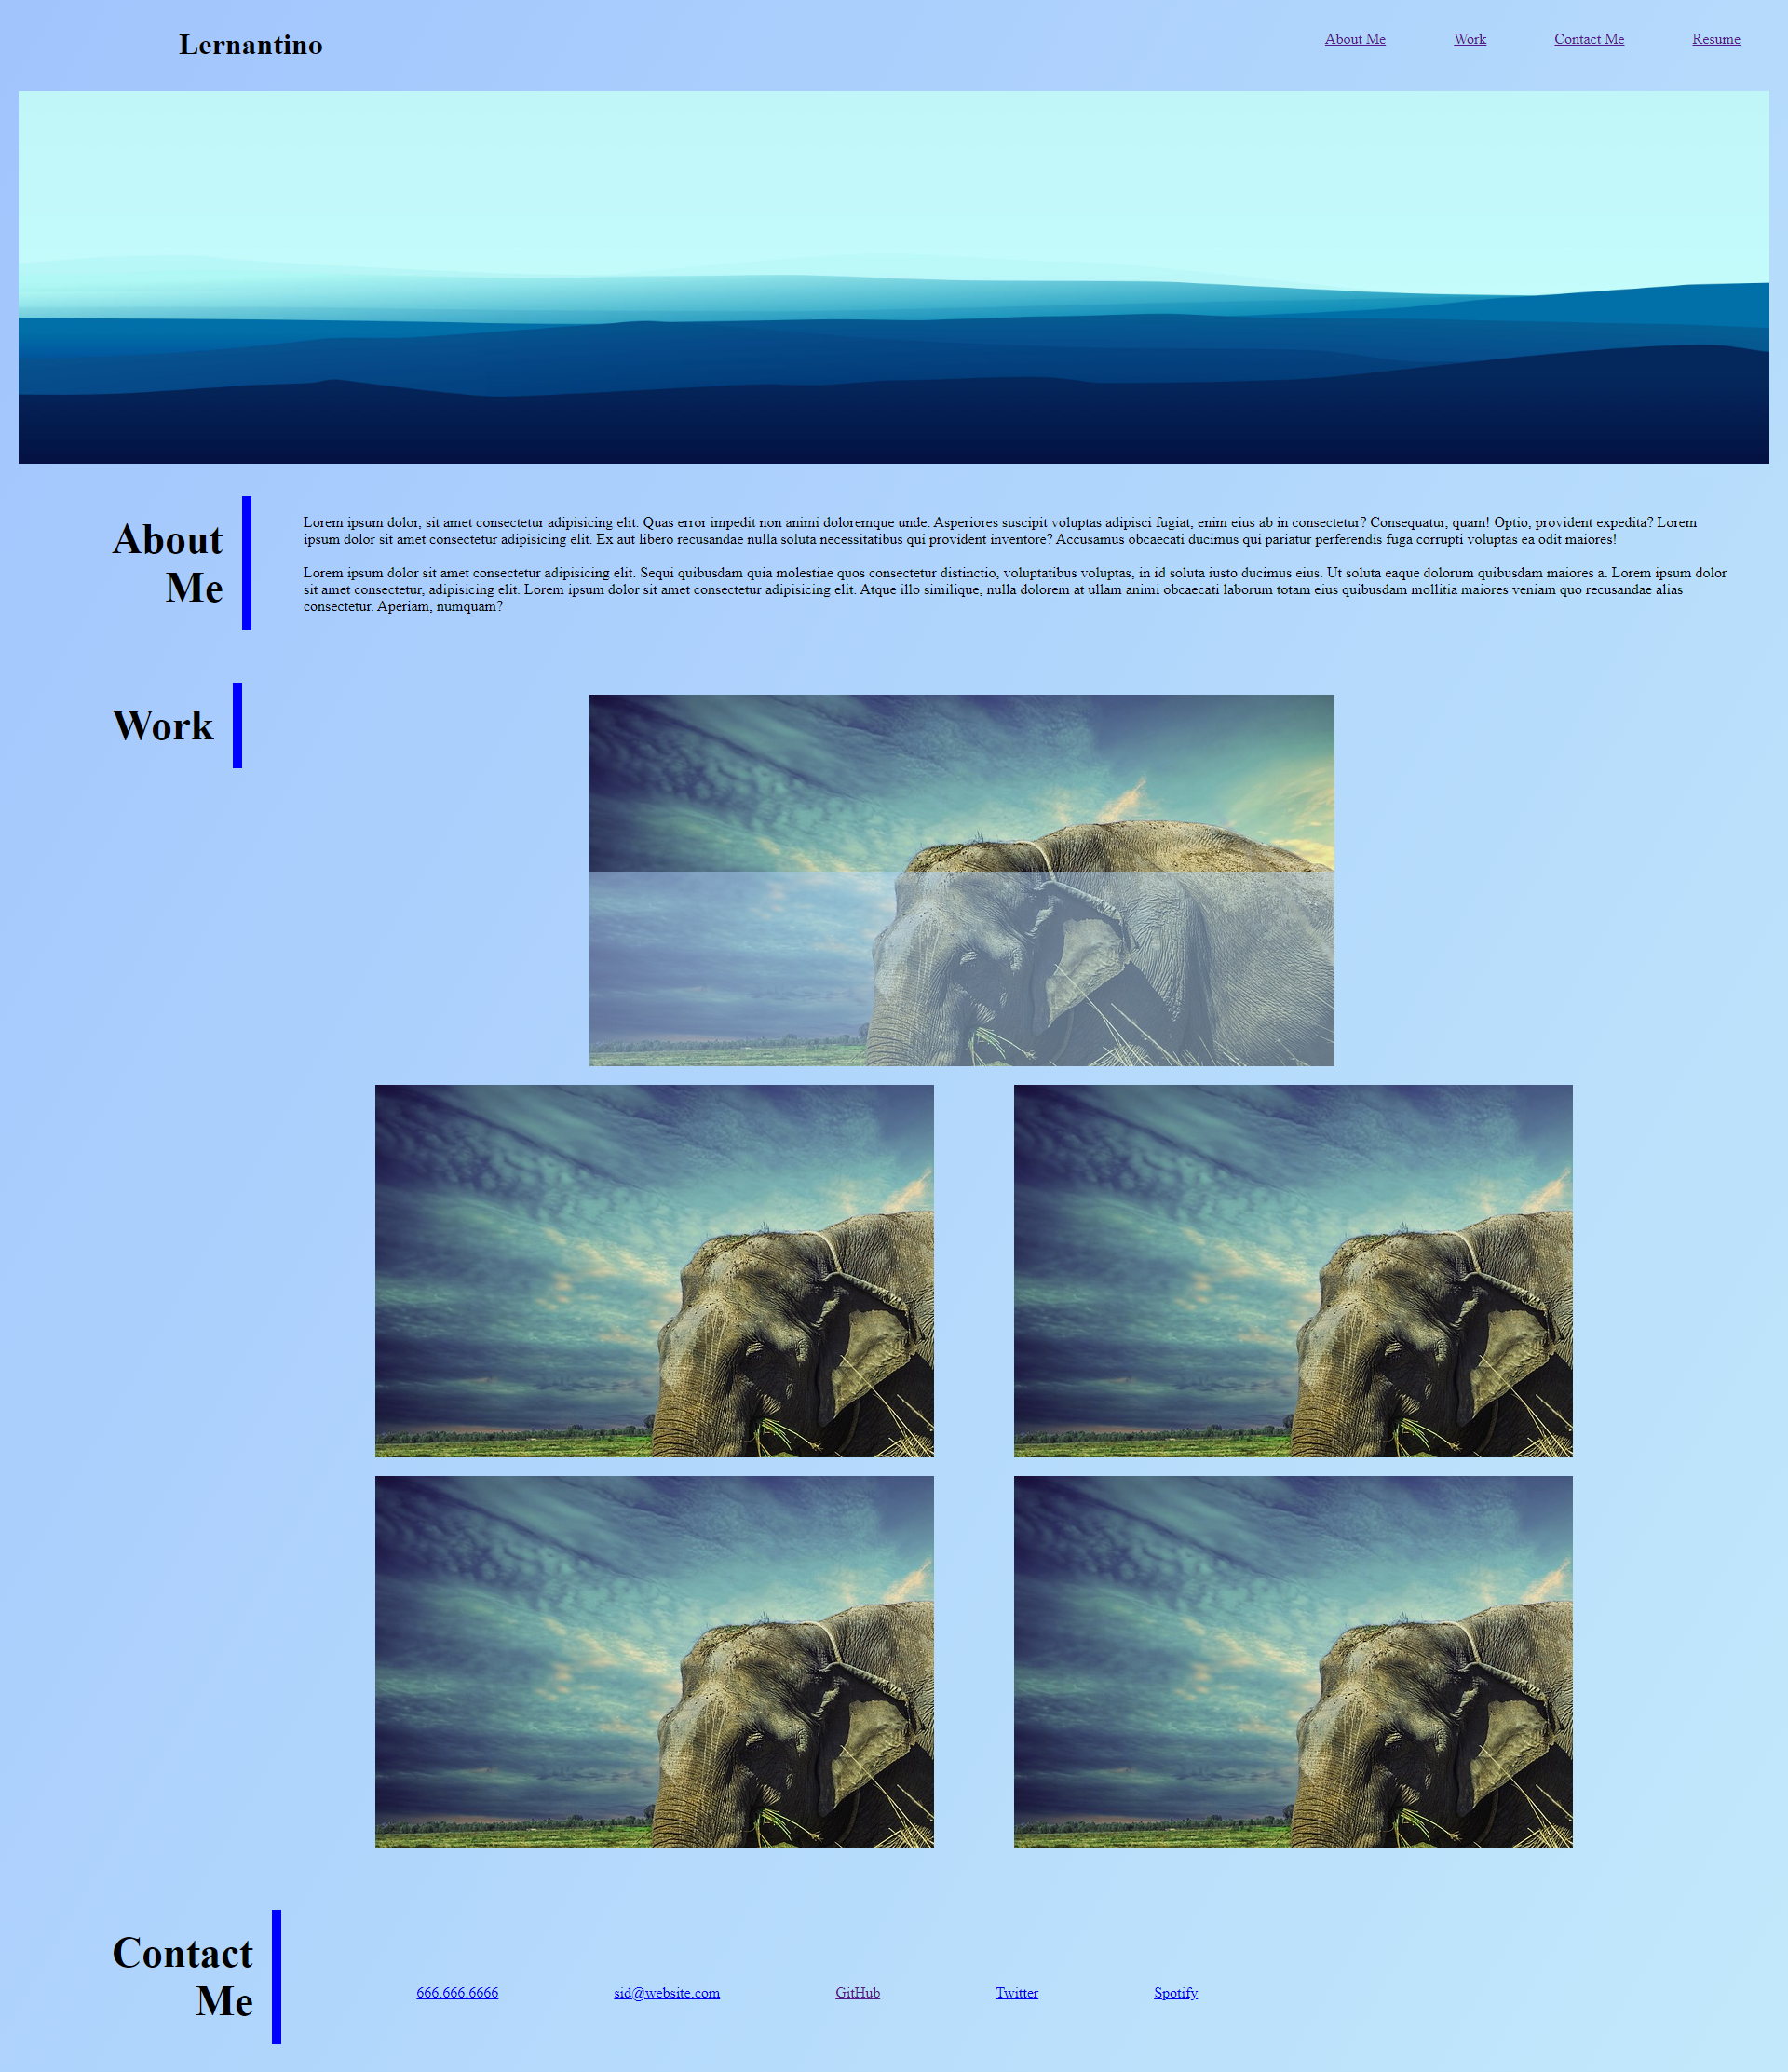 Lernantino
About Me
Work
Contact Me
Resume
About
Me
Lorem ipsum dolor, sit amet consectetur adipisicing elit. Quas error impedit non animi doloremque unde. Asperiores suscipit voluptas adipisci fugiat, enim eius ab in consectetur? Consequatur, quam! Optio, provident expedita? Lorem
ipsum dolor sit amet consectetur adipisicing elit. Ex aut libero recusandae nulla soluta necessitatibus qui provident inventore? Accusamus obcaecati ducimus qui pariatur perferendis fuga corrupti voluptas ea odit maiores!
Lorem ipsum dolor sit amet consectetur adipisicing elit. Sequi quibusdam quia molestiae quos consectetur distinctio, voluptatibus voluptas, in id soluta iusto ducimus eius. Ut soluta eaque dolorum quibusdam maiores a. Lorem ipsum dolor
sit amet consectetur, adipisicing elit. Lorem ipsum dolor sit amet consectetur adipisicing elit. Atque illo similique, nulla dolorem at ullam animi obcaecati laborum totam eius quibusdam mollitia maiores veniam quo recusandae alias
consectetur. Aperiam, numquam?
Work
Contact
Me
666.666.6666
sid@website.com
GitHub
Twitter
Spotify